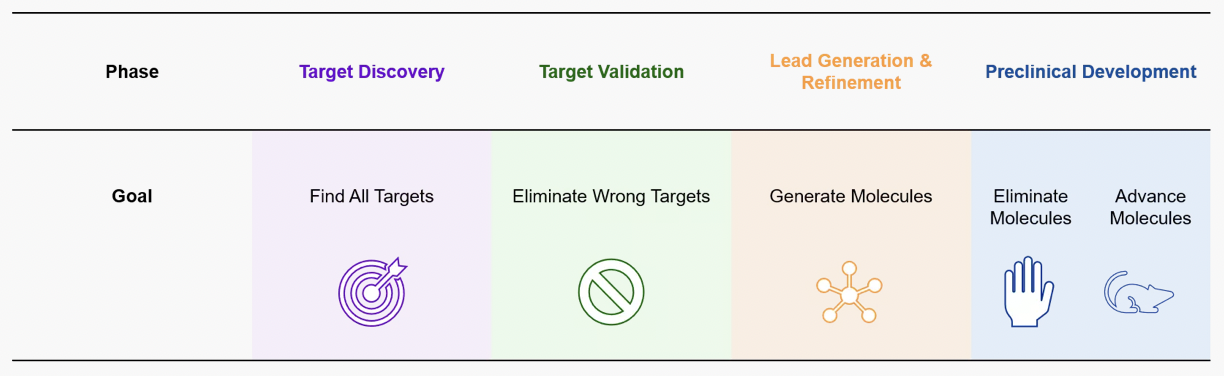 Phase
Target Discovery
Target Validation
Lead Generation &
Refinement
Preclinical Development
Goal
Find All Targets
Eliminate Wrong Targets
Generate Molecules
Eliminate
Molecules
Advance
Molecules